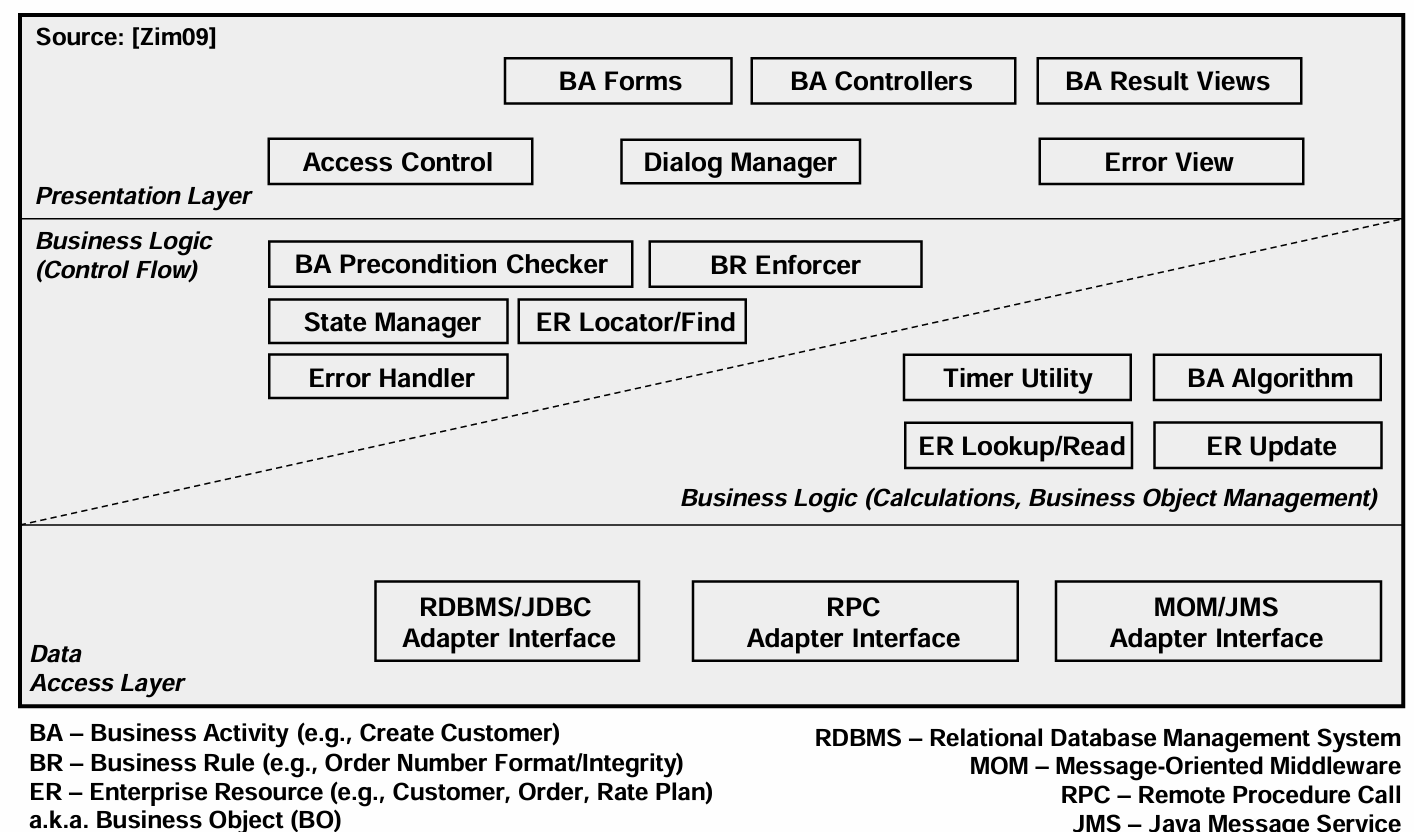 Source: [Zim09]
BA Forms
BA Controllers
BA Result Views
Access Control
Dialog Manager
Error View
Presentation Layer
Business Logic
(Control Flow)
BA Precondition Checker
BR Enforcer
State Manager
ER Locator/Find
Error Handler
Timer Utility
BA Algorithm
ER Lookup/Read
ER Update
Business Logic (Calculations, Business Object Management)
RDBMS/JDBC
Adapter Interface
RPC
Adapter Interface
MOM/JMS
Adapter Interface
Data
Access Layer
BA – Business Activity (e.g., Create Customer)
BR – Business Rule (e.g., Order Number Format/Integrity)
ER – Enterprise Resource (e.g., Customer, Order, Rate Plan)
a.k.a. Business Object (BO)
RDBMS – Relational Database Management System
MOM – Message-Oriented Middleware
RPC – Remote Procedure Call
JMS – Java Message Service